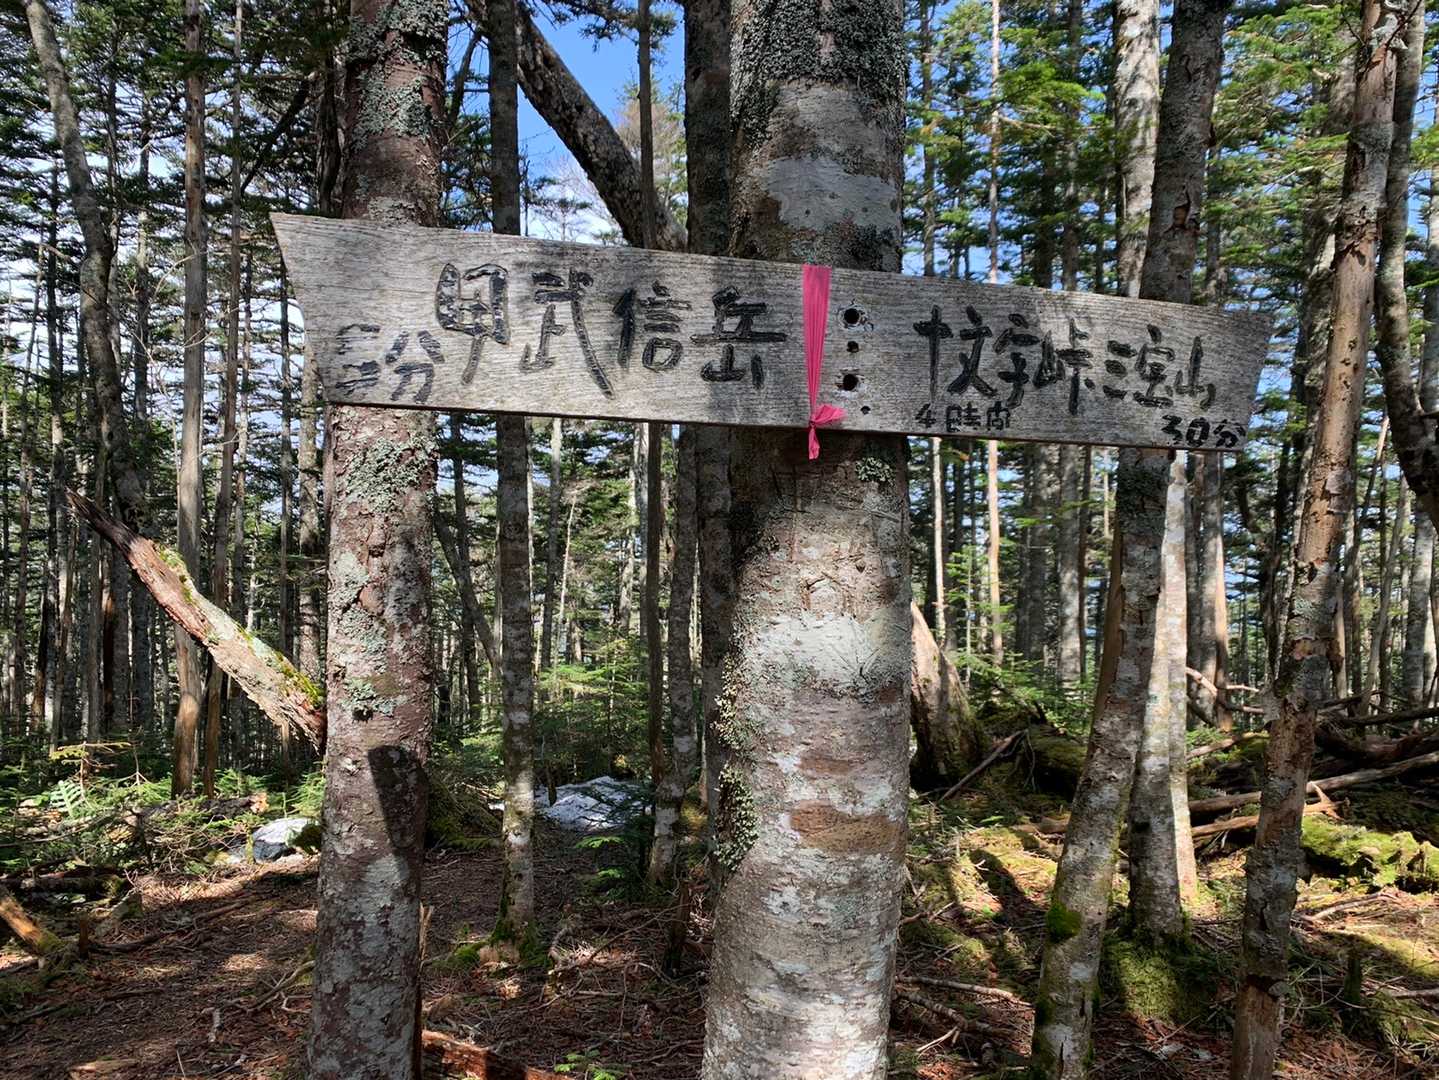 甲武信岳
三分
十文字峠 三宝山
4時間 30分